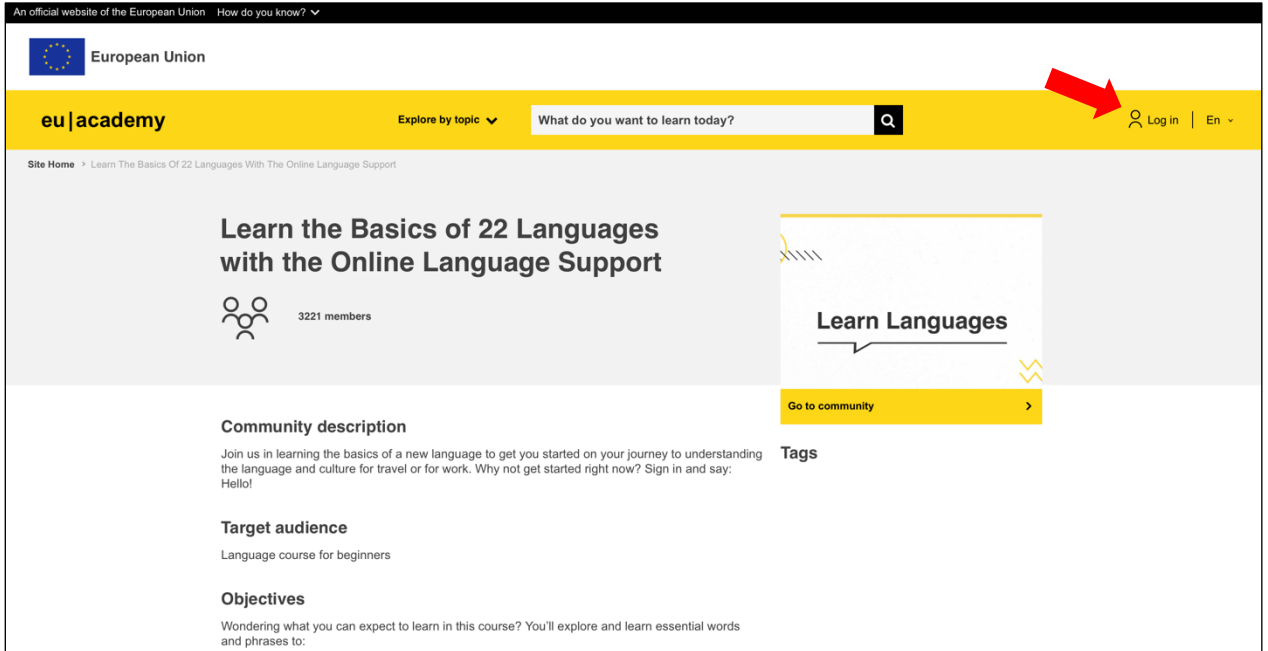 An official website of the European Union How do you know?
European Union
eu|academy Explore by topic What do you want to learn today? Log in En
Site Home Learn The Basics Of 22 Languages With The Online Language Support
Learn the Basics of 22 Languages
with the Online Language Support
3221 members
Learn Languages
Go to community
Community description
Join us in learning the basics of a new language to get you started on your journey to understanding
the language and culture for travel or for work. Why not get started right now? Sign in and say:
Hello!
Tags
Target audience
Language course for beginners
Objectives
Wondering what you can expect to learn in this course? You'll explore and learn essential words
and phrases to: